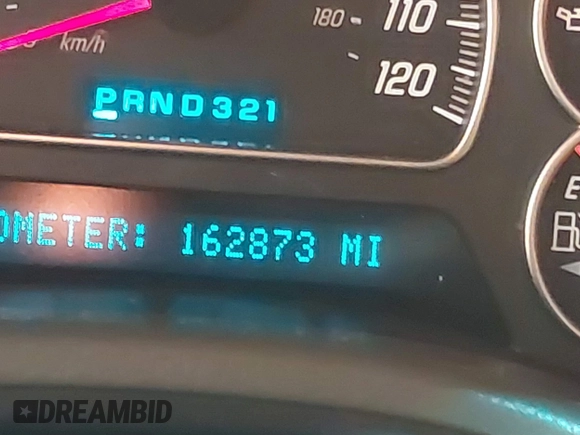 180
110
km/h
120
PRND321
OMETER: 162873 MI
E
DREAMBID